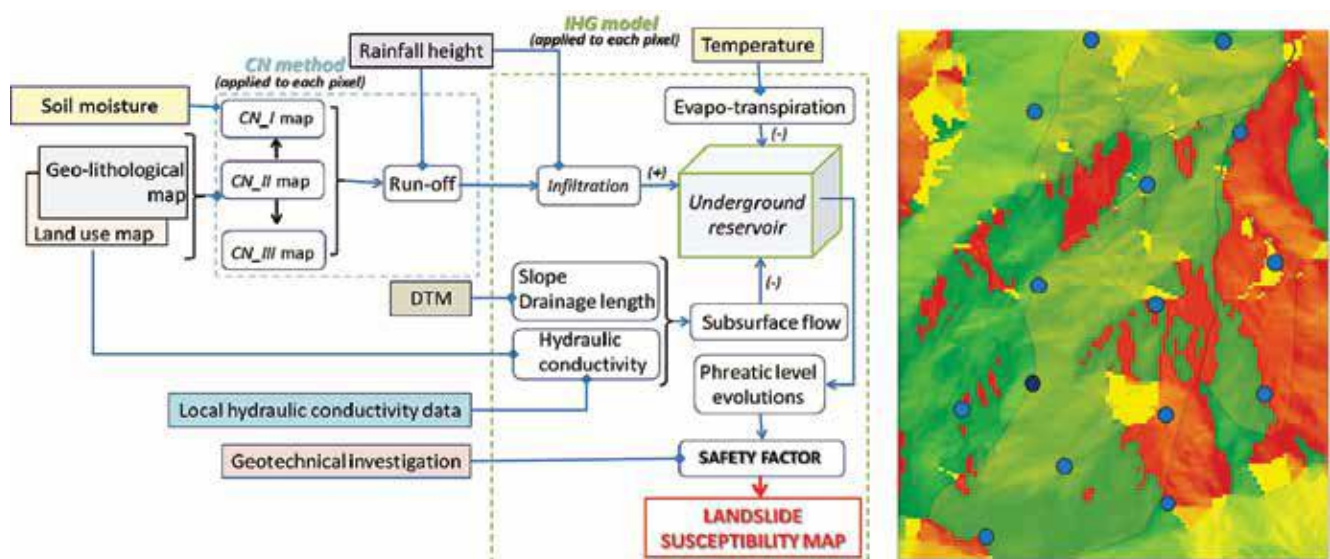 IHG model
(applied to each pixel)
Rainfall height
Temperature
CN method
(applied to each pixel)
Soil moisture
CN_I map
Evapo-transpiration
(-)
Geo-lithological
map
CN_II map
Run-off
Infiltration
(+)
Underground
reservoir
Land use map
CN_III map
(-)
DTM
Slope
Drainage length
Subsurface flow
Hydraulic
conductivity
Phreatic level
evolutions
Local hydraulic conductivity data
Geotechnical investigation
SAFETY FACTOR
LANDSLIDE
SUSCEPTIBILITY MAP